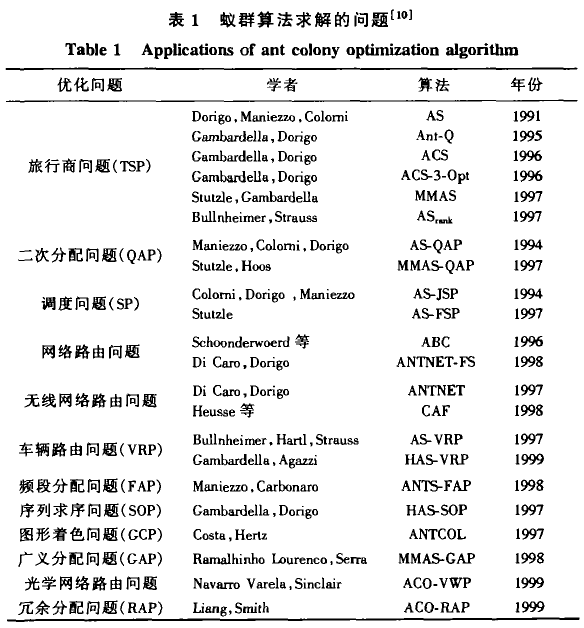 表 1 蚁群算法求解的问题[10]
Table 1 Applications of ant colony optimization algorithm
优化问题 学者 算法 年份
旅行商问题(TSP)
Dorigo,Maniezzo,Colorni AS 1991
Gambardella,Dorigo Ant-Q 1995
Gambardella,Dorigo ACS 1996
Gambardella,Dorigo ACS-3-Opt 1996
Stutzle,Gambardella MMAS 1997
Bullnheimer,Strauss ASrank 1997
二次分配问题(QAP)
Maniezzo,Colorni,Dorigo AS-QAP 1994
Stutzle,Hoos MMAS-QAP 1997
调度问题(SP)
Colorni,Dorigo ,Maniezzo AS-JSP 1994
Stutzle AS-FSP 1997
网络路由问题
Schoonderwoerd 等 ABC 1996
Di Caro,Dorigo ANTNET-FS 1998
无线网络路由问题
Di Caro,Dorigo ANTNET 1997
Heusse 等 CAF 1998
车辆路由问题(VRP)
Bullnheimer,Hartl,Strauss AS-VRP 1997
Gambardella,Agazzi HAS-VRP 1999
频段分配问题(FAP) Maniezzo,Carbonaro ANTS-FAP 1998
序列求序问题(SOP) Gambardella,Dorigo HAS-SOP 1997
图形着色问题(GCP) Costa,Hertz ANTCOL 1997
广义分配问题(GAP) Ramalhinho Lourenco,Serra MMAS-GAP 1998
光学网络路由问题 Navarro Varela,Sinclair ACO-VWP 1999
冗余分配问题(RAP) Liang,Smith ACO-RAP 1999